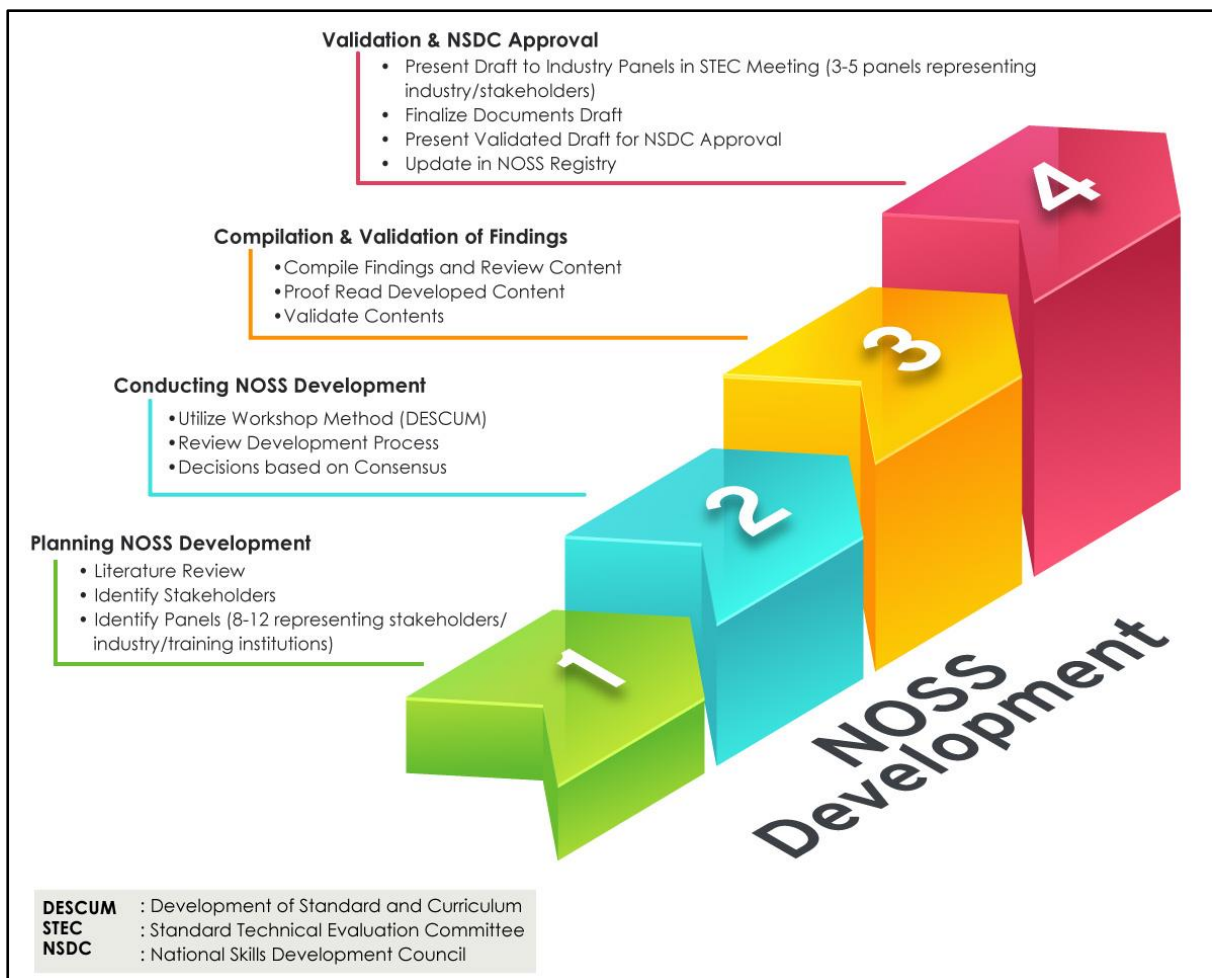 Validation & NSDC Approval
• Present Draft to Industry Panels in STEC Meeting (3-5 panels representing
industry/stakeholders)
• Finalize Documents Draft
• Present Validated Draft for NSDC Approval
• Update in NOSS Registry
4
Compilation & Validation of Findings
•Compile Findings and Review Content
•Proof Read Developed Content
•Validate Contents
3
Conducting NOSS Development
•Utilize Workshop Method (DESCUM)
•Review Development Process
•Decisions based on Consensus
2
Planning NOSS Development
• Literature Review
• Identify Stakeholders
• Identify Panels (8-12 representing stakeholders/
industry/training institutions)
1
NOSS
Development
DESCUM : Development of Standard and Curriculum
STEC : Standard Technical Evaluation Committee
NSDC : National Skills Development Council